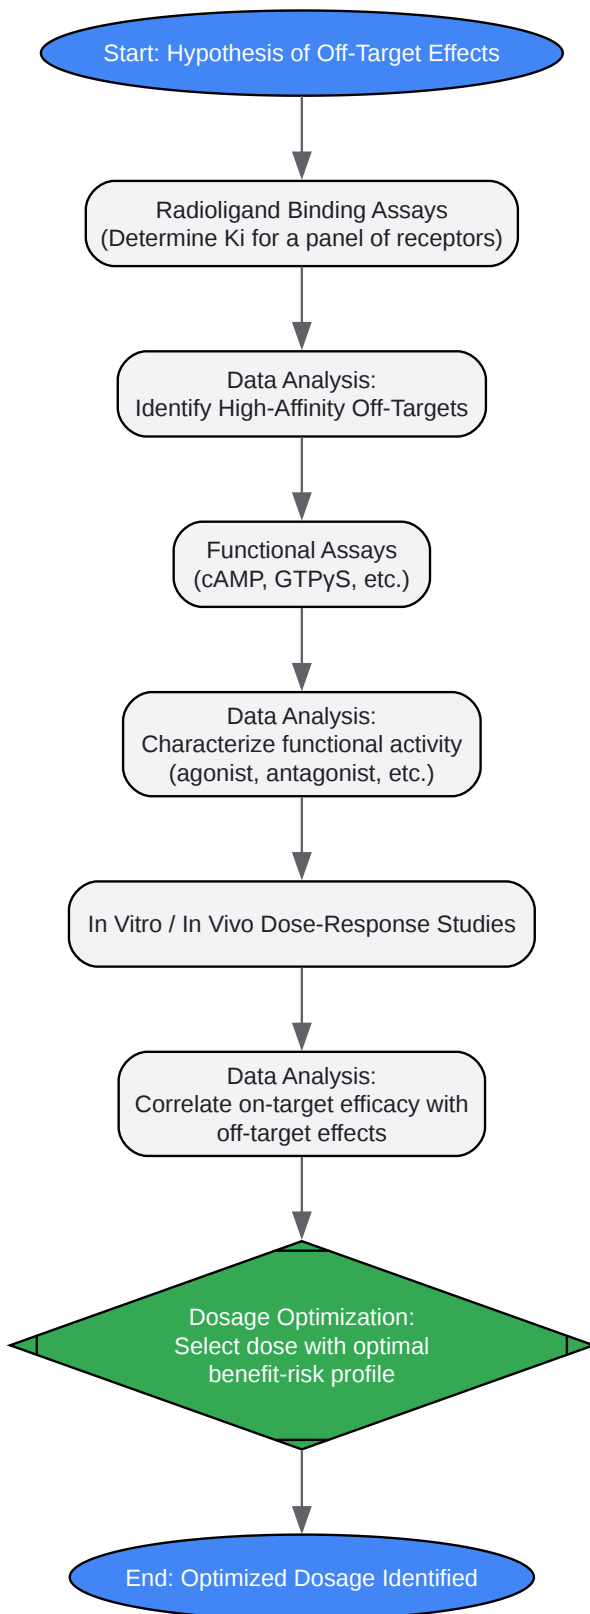 Start: Hypothesis of Off-Target Effects
Radioligand Binding Assays
(Determine Ki for a panel of receptors)
Data Analysis:
Identify High-Affinity Off-Targets
Functional Assays
(cAMP, GTPγS, etc.)
Data Analysis:
Characterize functional activity
(agonist, antagonist, etc.)
In Vitro / In Vivo Dose-Response Studies
Data Analysis:
Correlate on-target efficacy with
off-target effects
Dosage Optimization:
Select dose with optimal
benefit-risk profile
End: Optimized Dosage Identified